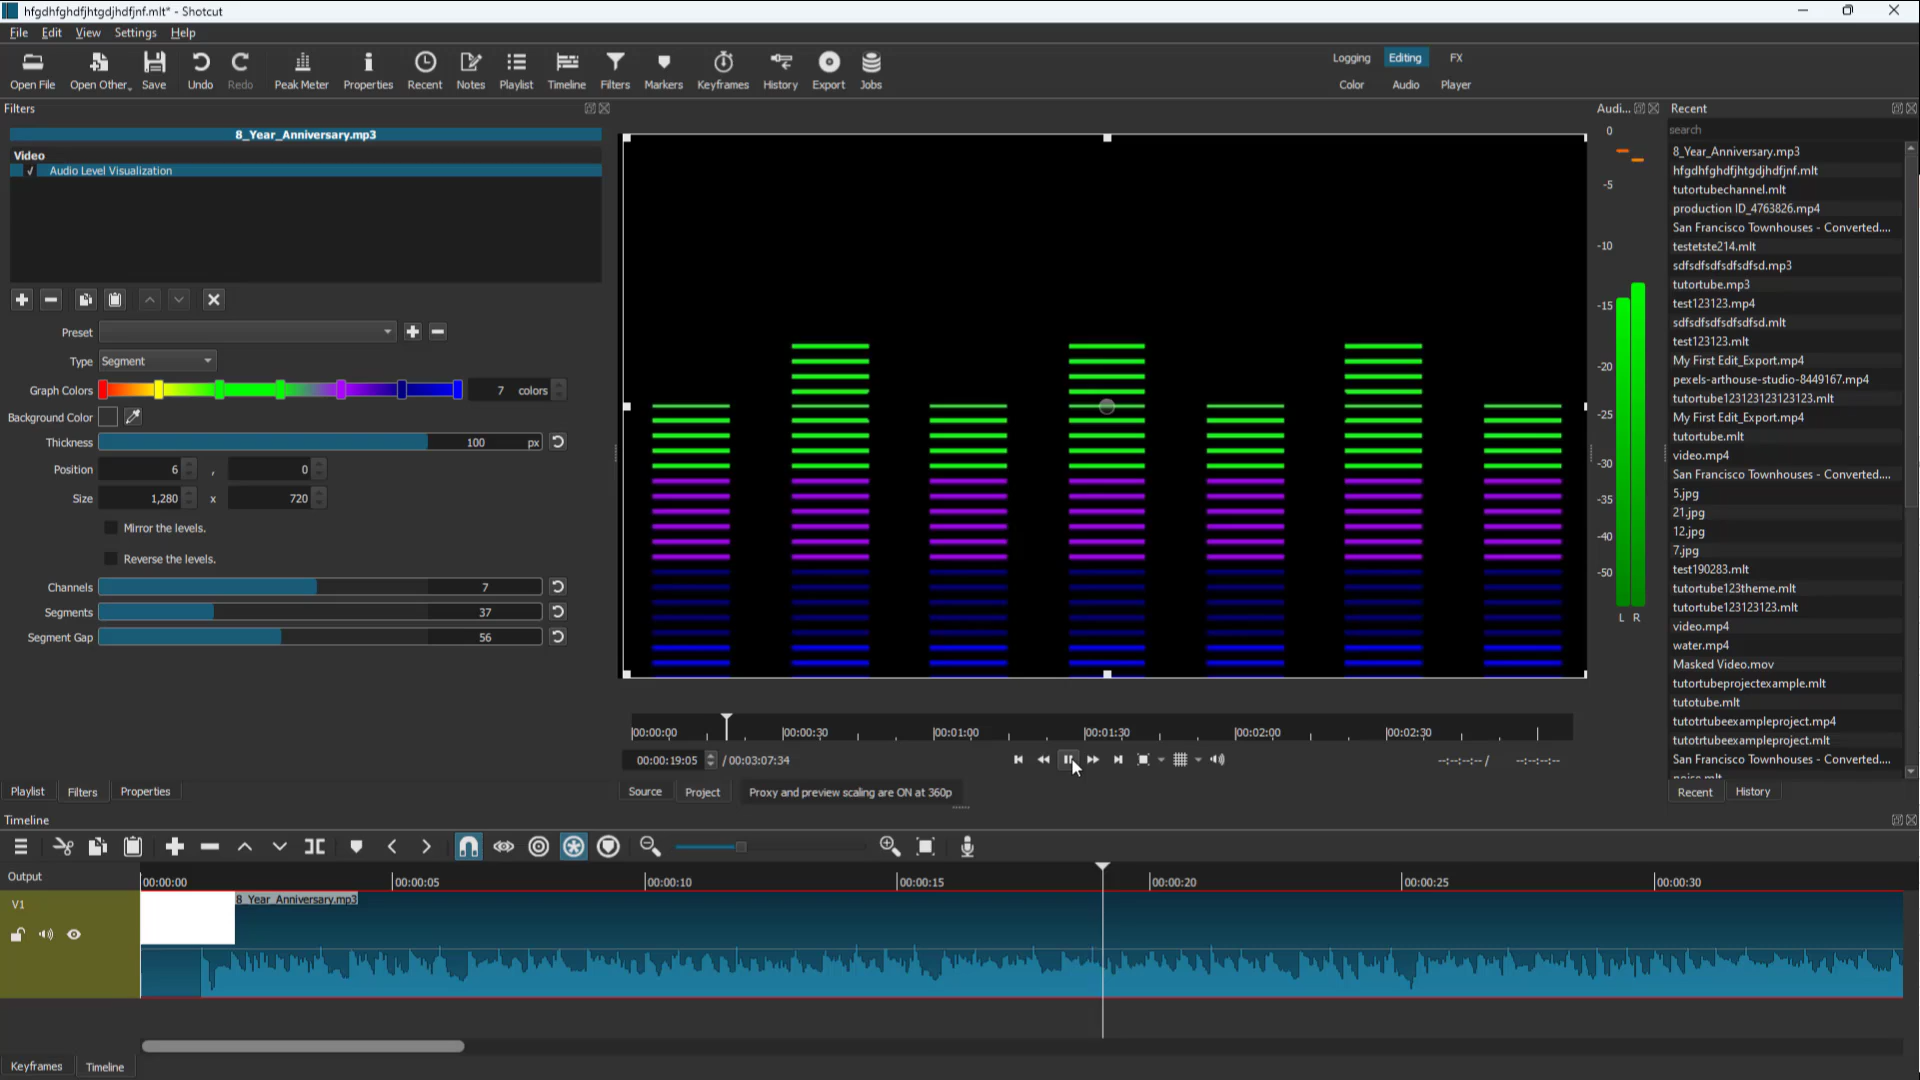 hfgdhfghdfjhtgdjhdfjnf.mlt* - Shotcut
File Edit View Settings Help
Open File Open Other... Save Undo Redo Peak Meter Properties Recent Notes Playlist Timeline Filters Markers Keyframes History Export Jobs
Logging Editing FX
Color Audio Player
Filters
8_Year_Anniversary.mp3
Video
✓ Audio Level Visualization
Preset
Type Segment
Graph Colors 7 colors
Background Color
Thickness 100 px
Position 6 , 0
Size 1,280 x 720
Mirror the levels.
Reverse the levels.
Channels 7
Segments 37
Segment Gap 56
Playlist Filters Properties
00:00:00 00:00:30 00:01:00 00:01:30 00:02:00 00:02:30
00:00:19:05 / 00:03:07:34
--:--:--:-- / --:--:--:--
Source Project Proxy and preview scaling are ON at 360p
Audi...
0
-5
-10
-15
-20
-25
-30
-35
-40
-50
L R
Recent
search
8_Year_Anniversary.mp3
hfgdhfghdfjhtgdjhdfjnf.mlt
tutortubechannel.mlt
production ID_4763826.mp4
San Francisco Townhouses - Converted....
testetste214.mlt
sdfsdfsdfsdfsdfsd.mp3
tutortube.mp3
test123123.mp4
sdfsdfsdfsdfsdfsd.mlt
test123123.mlt
My First Edit_Export.mp4
pexels-arthouse-studio-8449167.mp4
tutortube123123123123123.mlt
My First Edit_Export.mp4
tutortube.mlt
video.mp4
San Francisco Townhouses - Converted....
5.jpg
21.jpg
12.jpg
7.jpg
test190283.mlt
tutortube123theme.mlt
tutortube123123123.mlt
video.mp4
water.mp4
Masked Video.mov
tutortubeprojectexample.mlt
tutotube.mlt
tutotrtubeexampleproject.mp4
tutotrtubeexampleproject.mlt
San Francisco Townhouses - Converted....
Recent History
Timeline
Output
00:00:00 00:00:05 00:00:10 00:00:15 00:00:20 00:00:25 00:00:30
V1
8_Year_Anniversary.mp3
Keyframes Timeline